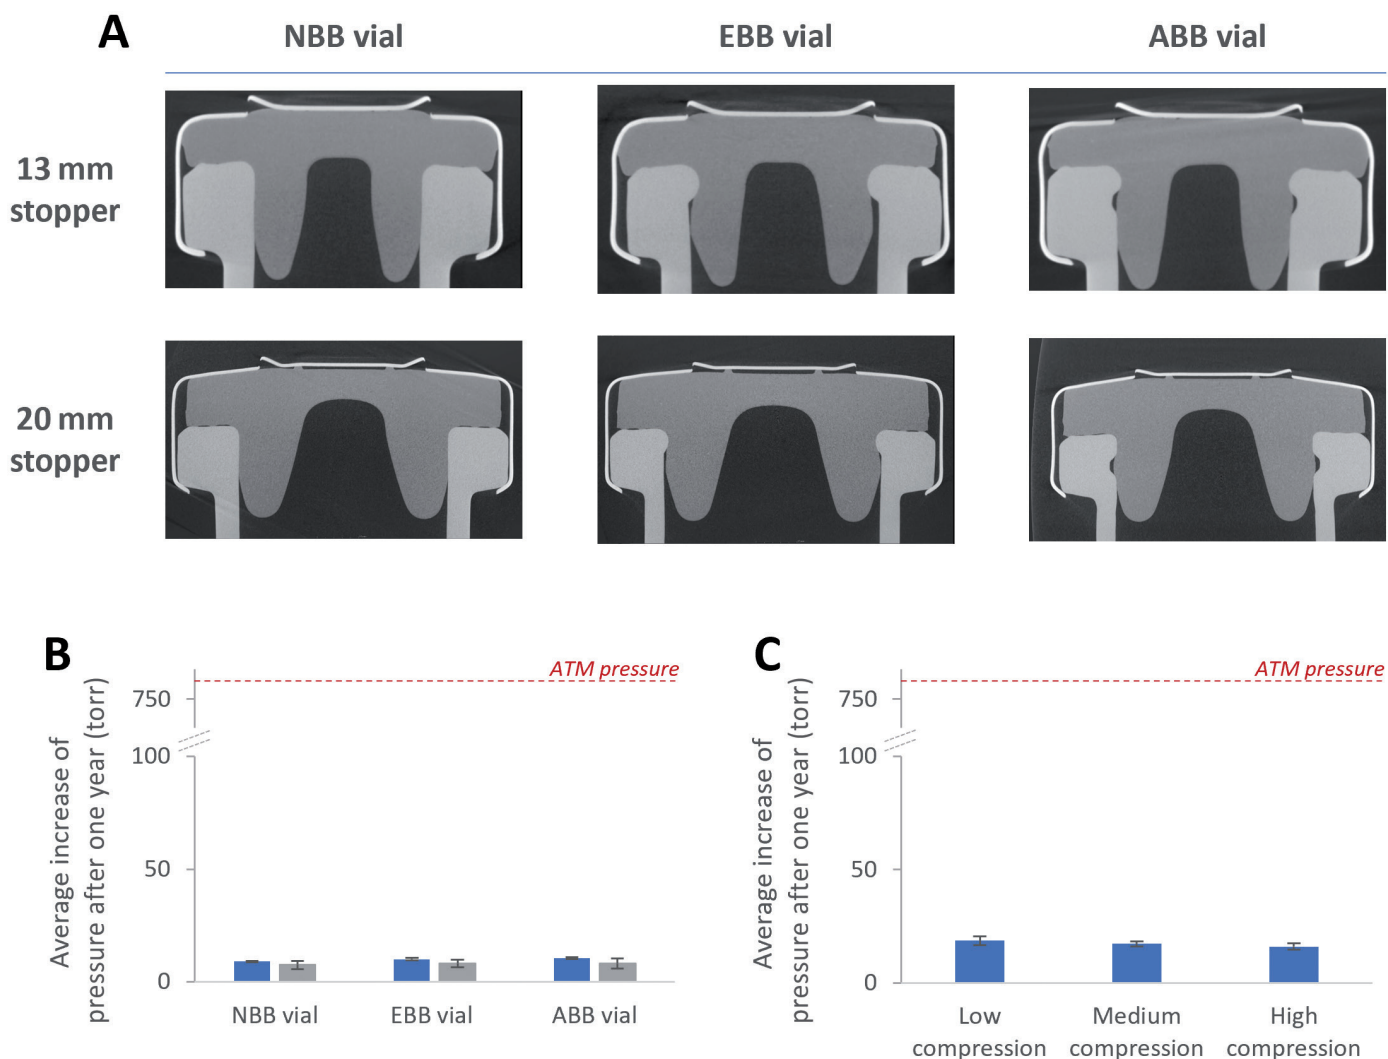 A
NBB vial
EBB vial
ABB vial
13 mm
stopper
20 mm
stopper
B
Average increase of
pressure after one year (torr)
750
100
50
0
ATM pressure
NBB vial
EBB vial
ABB vial
C
Average increase of
pressure after one year (torr)
750
100
50
0
ATM pressure
Low
compression
Medium
compression
High
compression